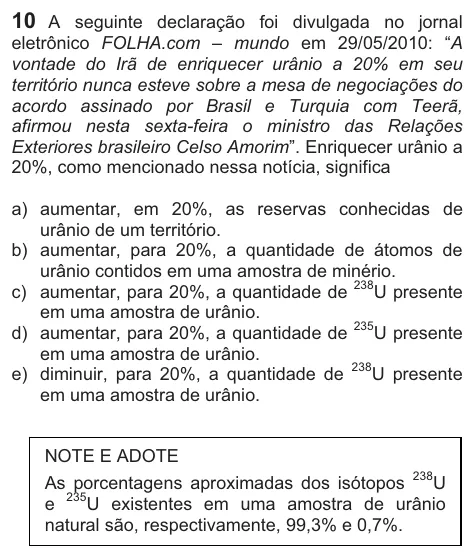 10 A seguinte declaração foi divulgada no jornal
eletrônico FOLHA.com – mundo em 29/05/2010: “A
vontade do Irã de enriquecer urânio a 20% em seu
território nunca esteve sobre a mesa de negociações do
acordo assinado por Brasil e Turquia com Teerã,
afirmou nesta sexta-feira o ministro das Relações
Exteriores brasileiro Celso Amorim”. Enriquecer urânio a
20%, como mencionado nessa notícia, significa
a) aumentar, em 20%, as reservas conhecidas de
urânio de um território.
b) aumentar, para 20%, a quantidade de átomos de
urânio contidos em uma amostra de minério.
c) aumentar, para 20%, a quantidade de ²³⁸U presente
em uma amostra de urânio.
d) aumentar, para 20%, a quantidade de ²³⁵U presente
em uma amostra de urânio.
e) diminuir, para 20%, a quantidade de ²³⁸U presente
em uma amostra de urânio.
NOTE E ADOTE
As porcentagens aproximadas dos isótopos ²³⁸U
e ²³⁵U existentes em uma amostra de urânio
natural são, respectivamente, 99,3% e 0,7%.